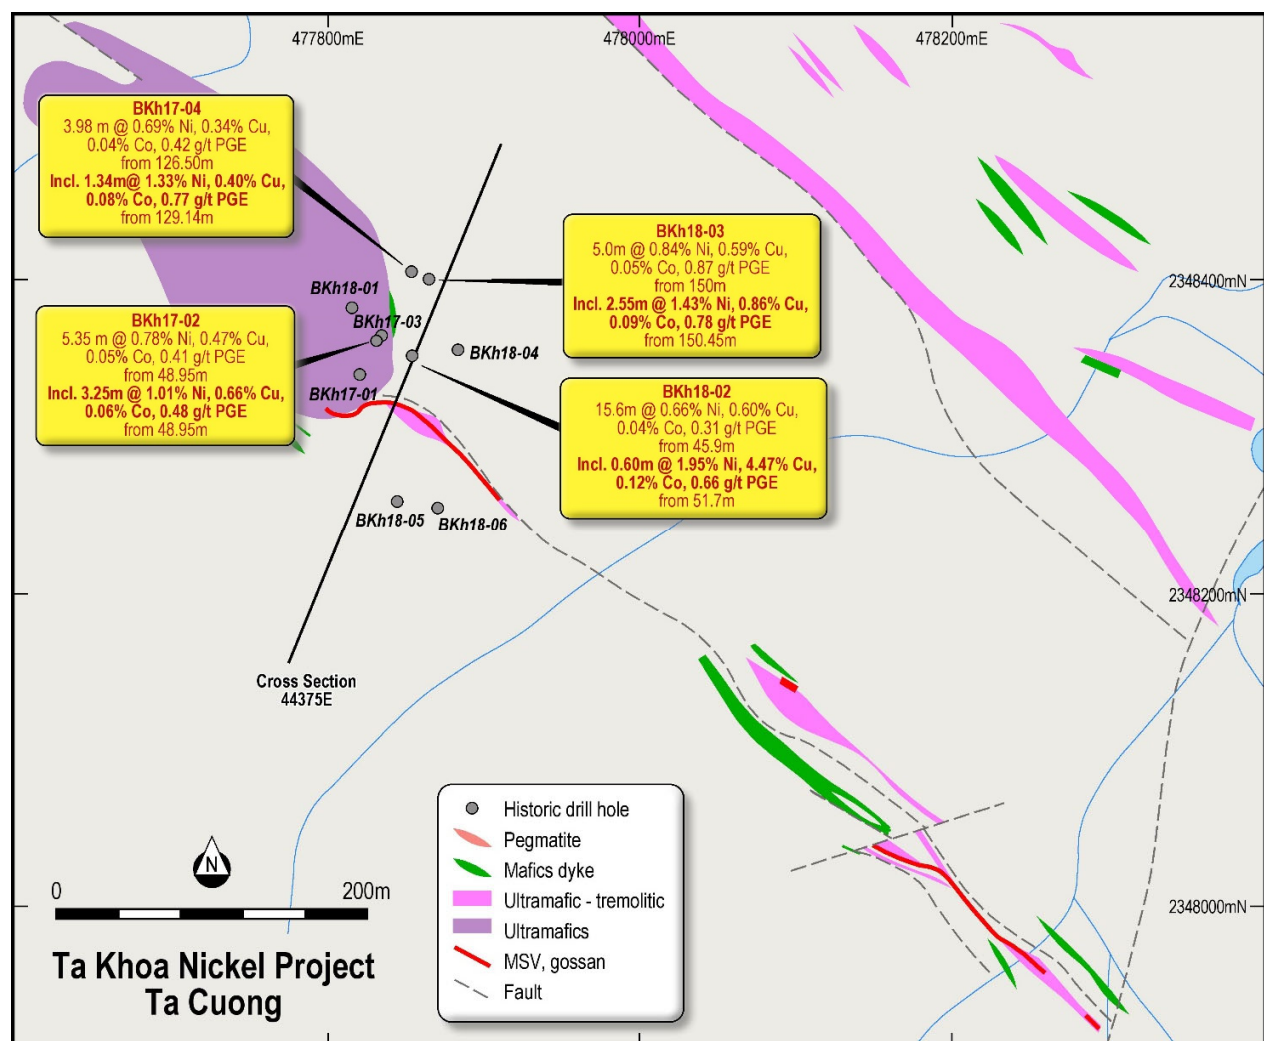 477800mE
478000mE
478200mE
BKh17-04
3.98 m @ 0.69% Ni, 0.34% Cu,
0.04% Co, 0.42 g/t PGE
from 126.50m
Incl. 1.34m@ 1.33% Ni, 0.40% Cu,
0.08% Co, 0.77 g/t PGE
from 129.14m
BKh18-03
5.0m @ 0.84% Ni, 0.59% Cu,
0.05% Co, 0.87 g/t PGE
from 150m
Incl. 2.55m @ 1.43% Ni, 0.86% Cu,
0.09% Co, 0.78 g/t PGE
from 150.45m
2348400mN
BKh18-01
BKh17-03
BKh17-02
5.35 m @ 0.78% Ni, 0.47% Cu,
0.05% Co, 0.41 g/t PGE
from 48.95m
Incl. 3.25m @ 1.01% Ni, 0.66% Cu,
0.06% Co, 0.48 g/t PGE
from 48.95m
BKh18-04
BKh17-01
BKh18-02
15.6m @ 0.66% Ni, 0.60% Cu,
0.04% Co, 0.31 g/t PGE
from 45.9m
Incl. 0.60m @ 1.95% Ni, 4.47% Cu,
0.12% Co, 0.66 g/t PGE
from 51.7m
BKh18-05
BKh18-06
2348200mN
Cross Section
44375E
Historic drill hole
Pegmatite
Mafics dyke
Ultramafic - tremolitic
Ultramafics
MSV, gossan
Fault
N
0
200m
2348000mN
Ta Khoa Nickel Project
Ta Cuong